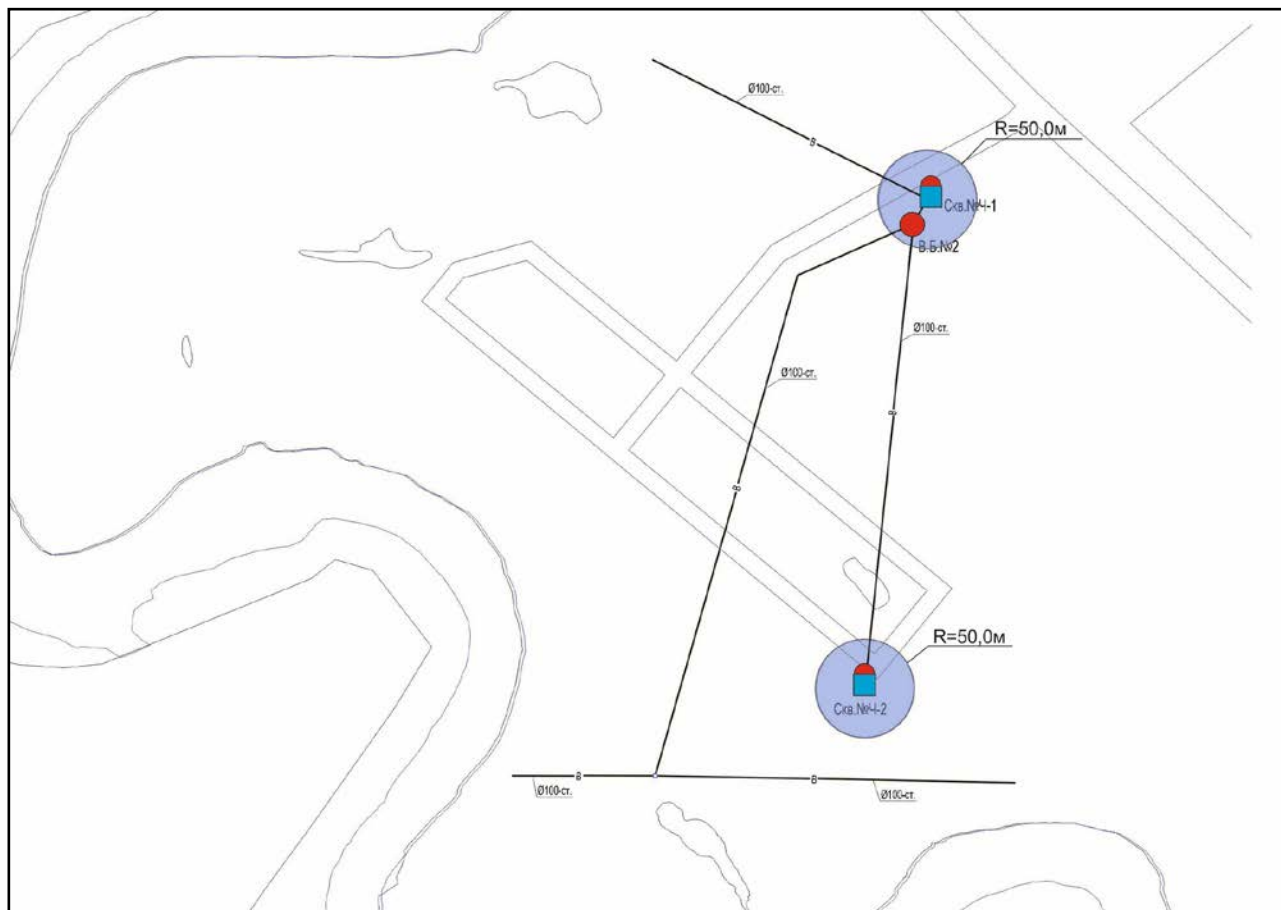 Ø100-ст.
В
R=50,0м
Скв.№Ч-1
В.Б.№2
Ø100-ст.
Ø100-ст.
В
В
R=50,0м
Скв.№Ч-2
В
В
Ø100-ст.
Ø100-ст.